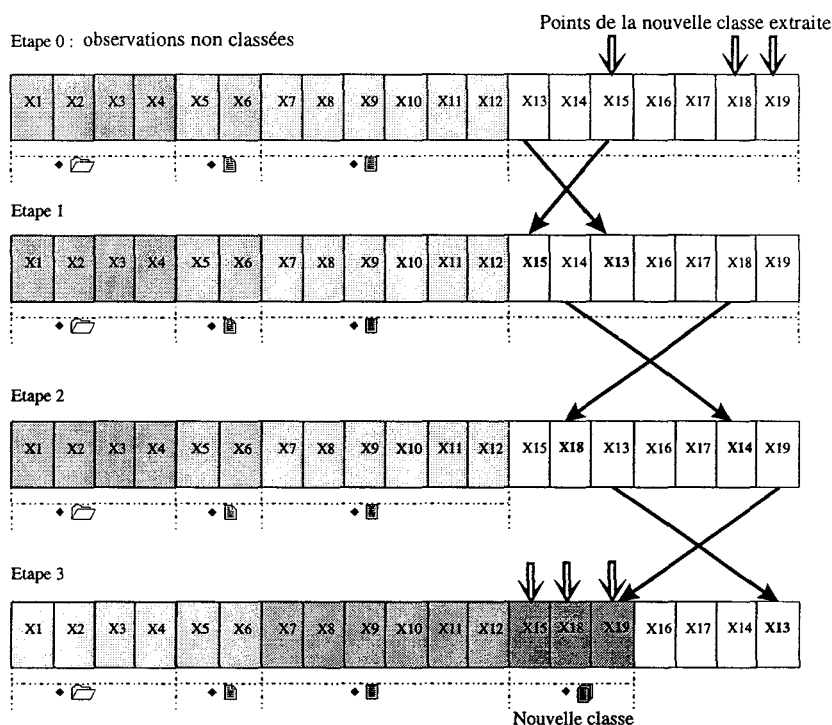 Points de la nouvelle classe extraite
Etape 0 : observations non classées
X1 X2 X3 X4 X5 X6 X7 X8 X9 X10 X11 X12 X13 X14 X15 X16 X17 X18 X19
Etape 1
X1 X2 X3 X4 X5 X6 X7 X8 X9 X10 X11 X12 X15 X14 X13 X16 X17 X18 X19
Etape 2
X1 X2 X3 X4 X5 X6 X7 X8 X9 X10 X11 X12 X15 X18 X13 X16 X17 X14 X19
Etape 3
X1 X2 X3 X4 X5 X6 X7 X8 X9 X10 X11 X12 X15 X18 X19 X16 X17 X14 X13
Nouvelle classe